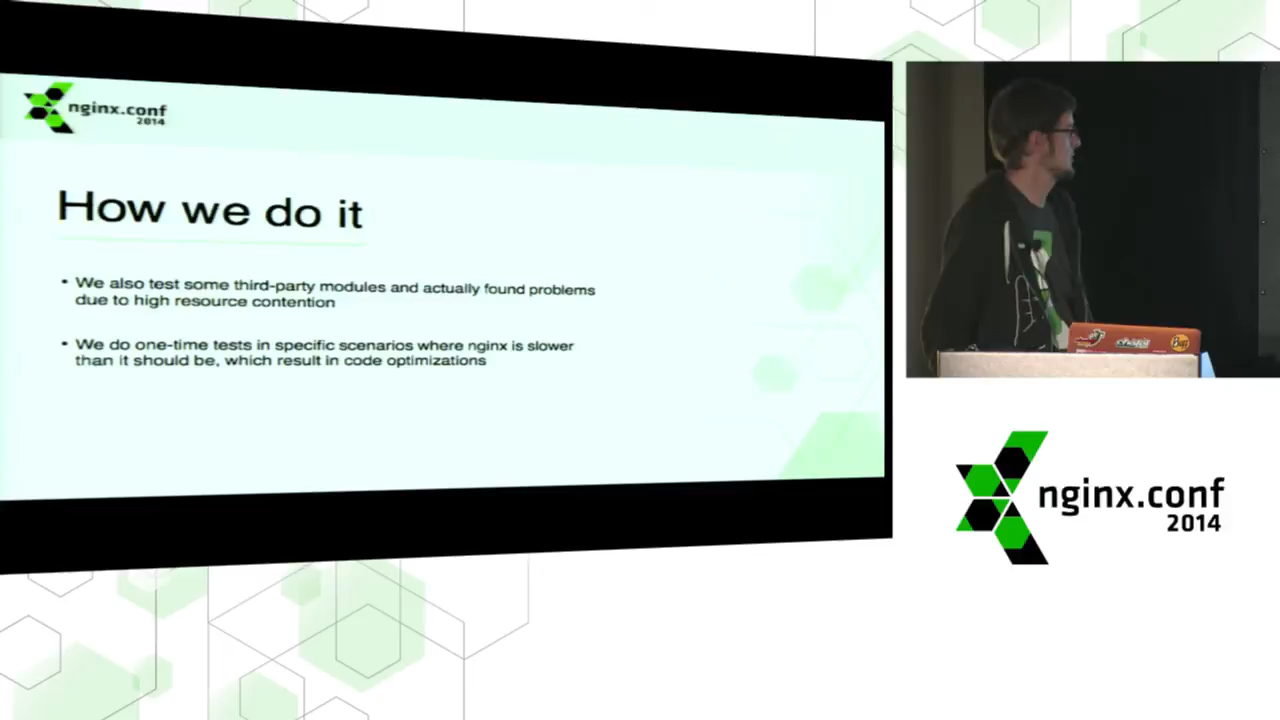 nginx.conf
2014
How we do it
• We also test some third-party modules and actually found problems
due to high resource contention
• We do one-time tests in specific scenarios where nginx is slower
than it should be, which result in code optimizations
nginx.conf
2014